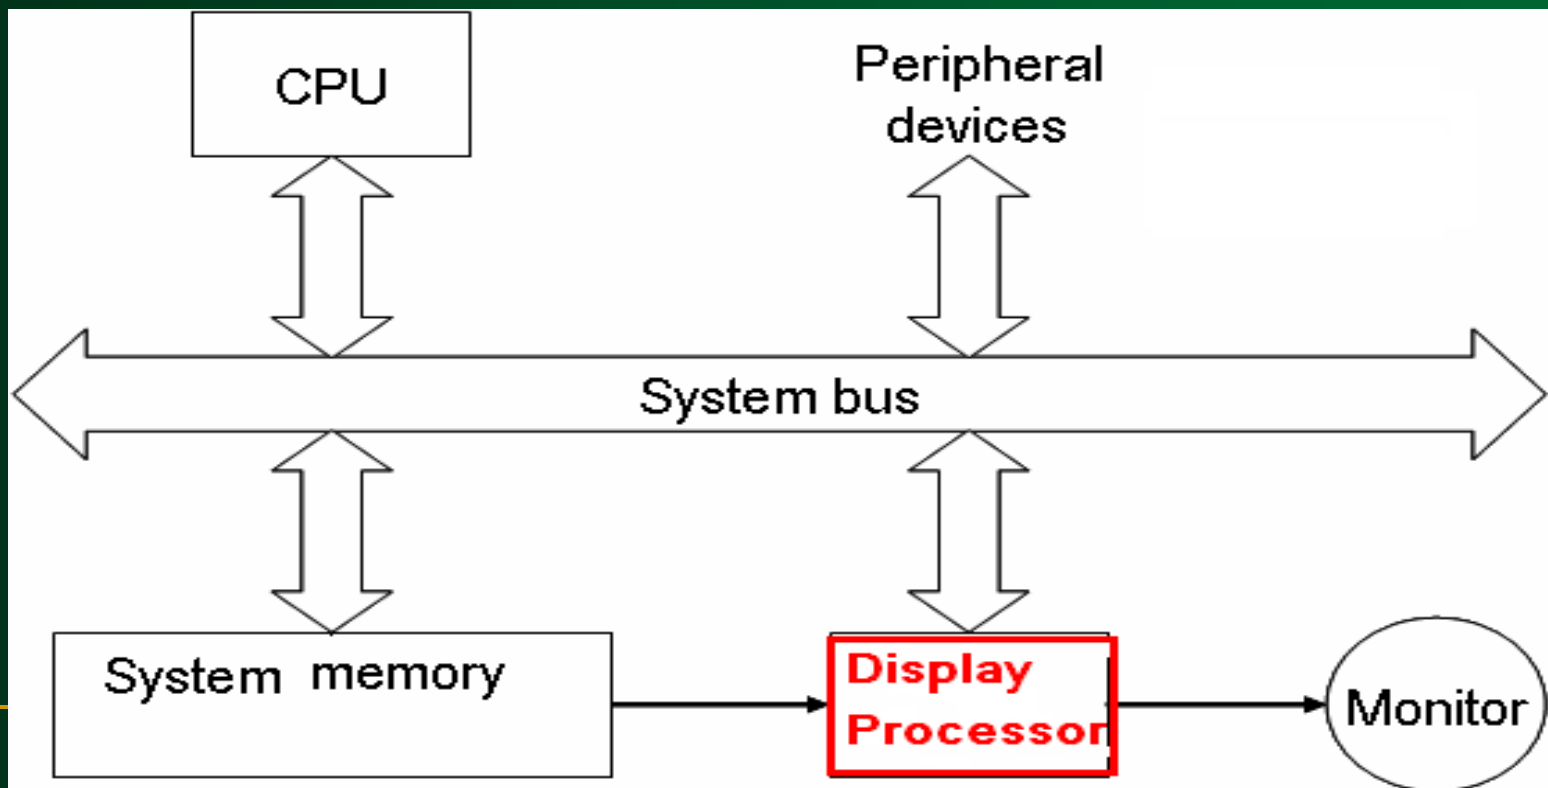 CPU
Peripheral
devices
System bus
System memory
Display
Processor
Monitor